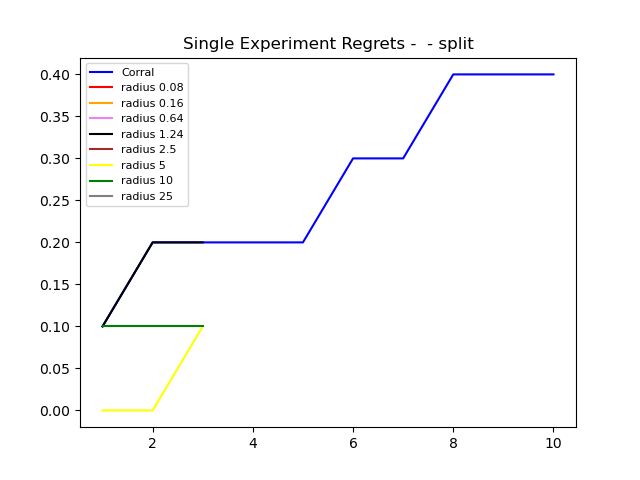 Single Experiment Regrets -  - split
0.40
0.35
0.30
0.25
0.20
0.15
0.10
0.05
0.00
Corral
radius 0.08
radius 0.16
radius 0.64
radius 1.24
radius 2.5
radius 5
radius 10
radius 25
2 4 6 8 10